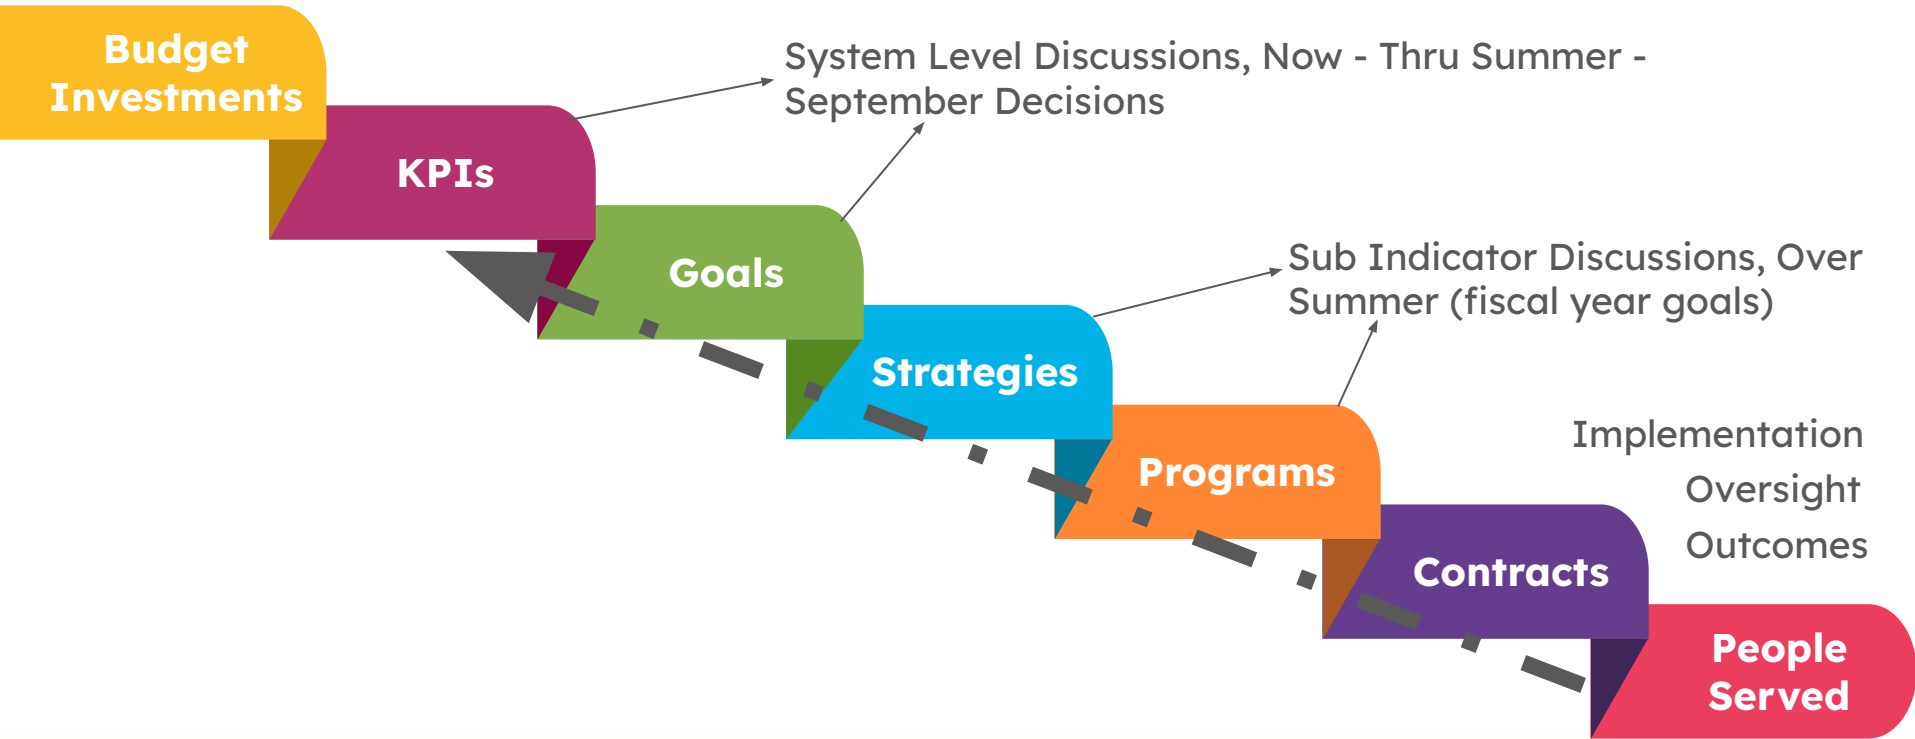 Budget
Investments
KPIs
System Level Discussions, Now - Thru Summer -
September Decisions
Goals
Strategies
Sub Indicator Discussions, Over
Summer (fiscal year goals)
Programs
Contracts
Implementation
Oversight
Outcomes
People
Served